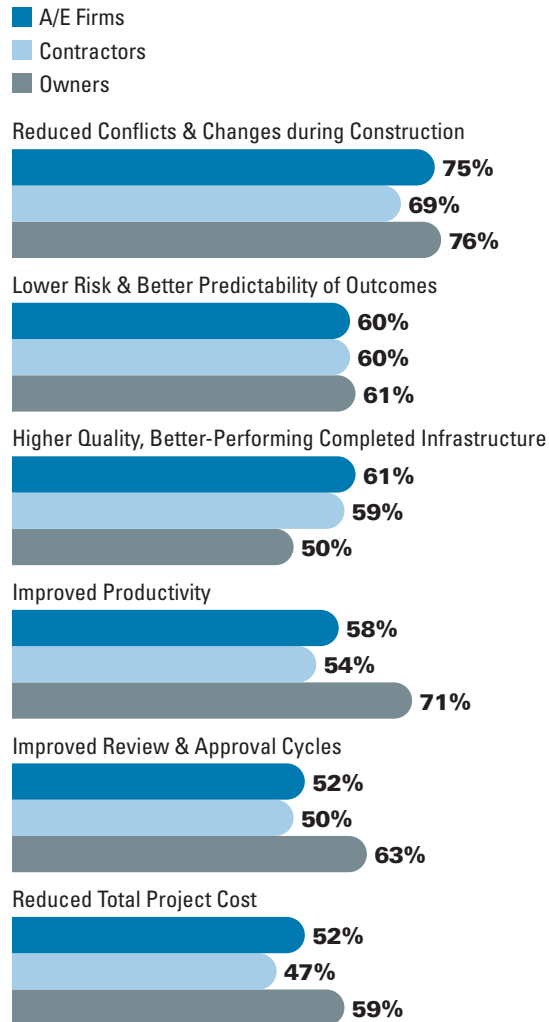 A/E Firms
Contractors
Owners
Reduced Conflicts & Changes during Construction
75%
69%
76%
Lower Risk & Better Predictability of Outcomes
60%
60%
61%
Higher Quality, Better-Performing Completed Infrastructure
61%
59%
50%
Improved Productivity
58%
54%
71%
Improved Review & Approval Cycles
52%
50%
63%
Reduced Total Project Cost
52%
47%
59%